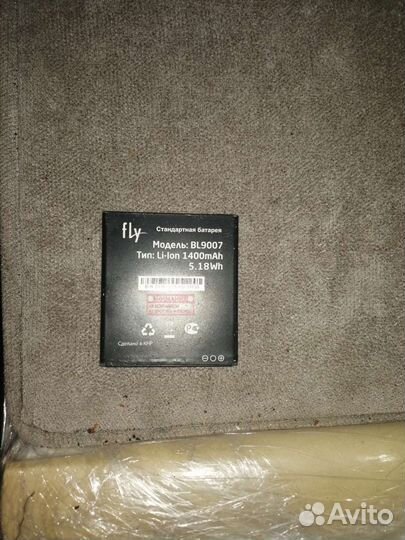 fly
Стандартная батарея
Модель: BL9007
Тип: Li-Ion 1400mAh
5.18Wh
Сделано в КНР
Avito